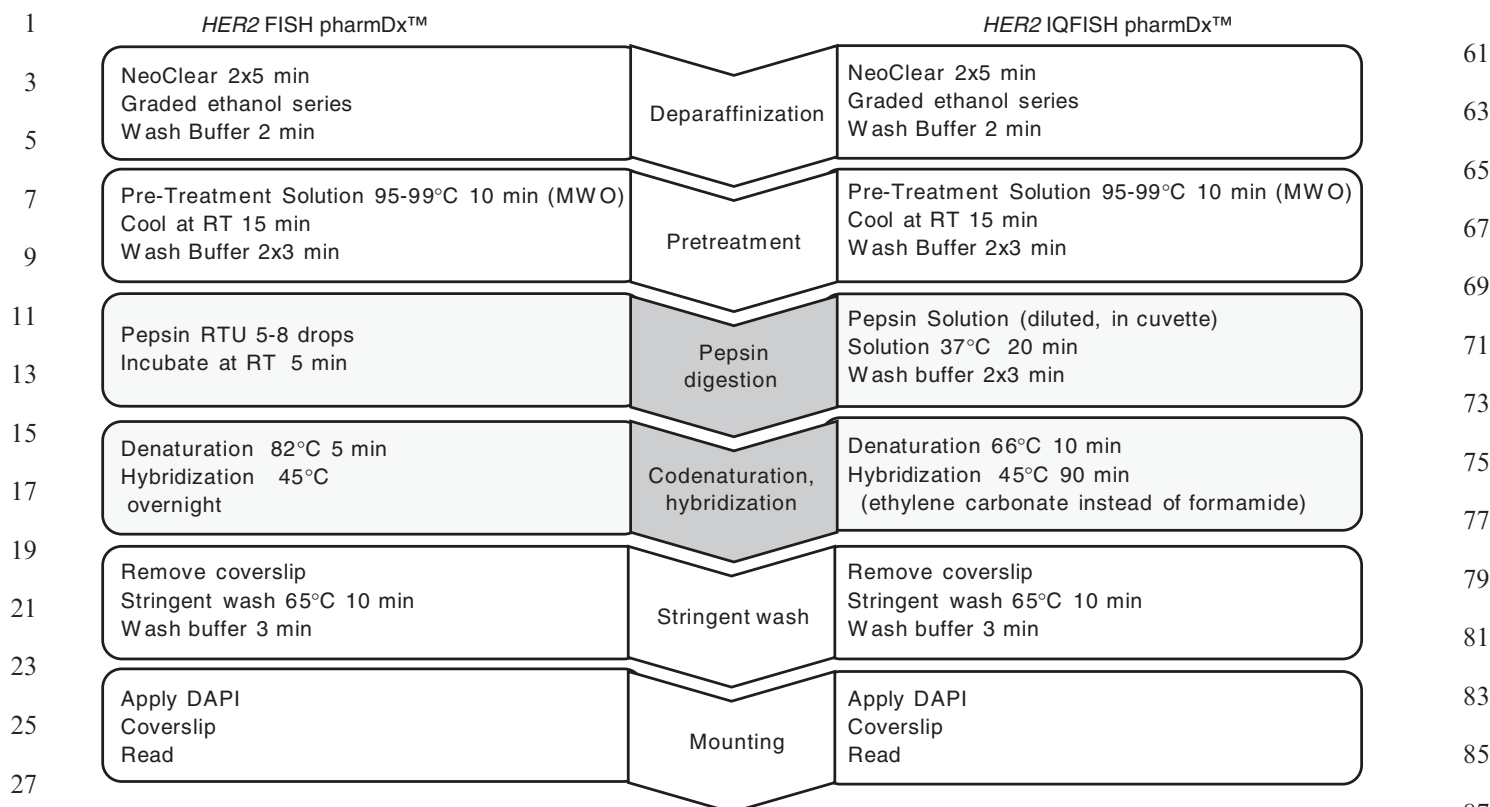 1
HER2 FISH pharmDx™
HER2 IQFISH pharmDx™
61
3
NeoClear 2x5 min
Graded ethanol series
Wash Buffer 2 min
Deparaffinization
NeoClear 2x5 min
Graded ethanol series
Wash Buffer 2 min
63
5
65
7
Pre-Treatment Solution 95-99°C 10 min (MWO)
Cool at RT 15 min
Wash Buffer 2x3 min
Pretreatment
Pre-Treatment Solution 95-99°C 10 min (MWO)
Cool at RT 15 min
Wash Buffer 2x3 min
67
9
69
11
Pepsin RTU 5-8 drops
Incubate at RT 5 min
Pepsin
digestion
Pepsin Solution (diluted, in cuvette)
Solution 37°C 20 min
Wash buffer 2x3 min
71
13
73
15
Denaturation 82°C 5 min
Hybridization 45°C
overnight
Codenaturation,
hybridization
Denaturation 66°C 10 min
Hybridization 45°C 90 min
(ethylene carbonate instead of formamide)
75
17
77
19
Remove coverslip
Stringent wash 65°C 10 min
Wash buffer 3 min
Stringent wash
Remove coverslip
Stringent wash 65°C 10 min
Wash buffer 3 min
79
21
81
23
Apply DAPI
Coverslip
Read
Mounting
Apply DAPI
Coverslip
Read
83
25
85
27